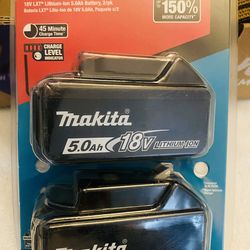 18V LXT® Lithium-Ion 5.0Ah Battery, 2/pk
Batería LXT® Litio-Ion de 18V 5.0Ah, Paquete c/2
150%
MORE CAPACITY*
45 Minute
Charge Time*
CHARGE LEVEL
INDICATOR
Makita
5.0Ah 18V LITHIUM-ION
Makita